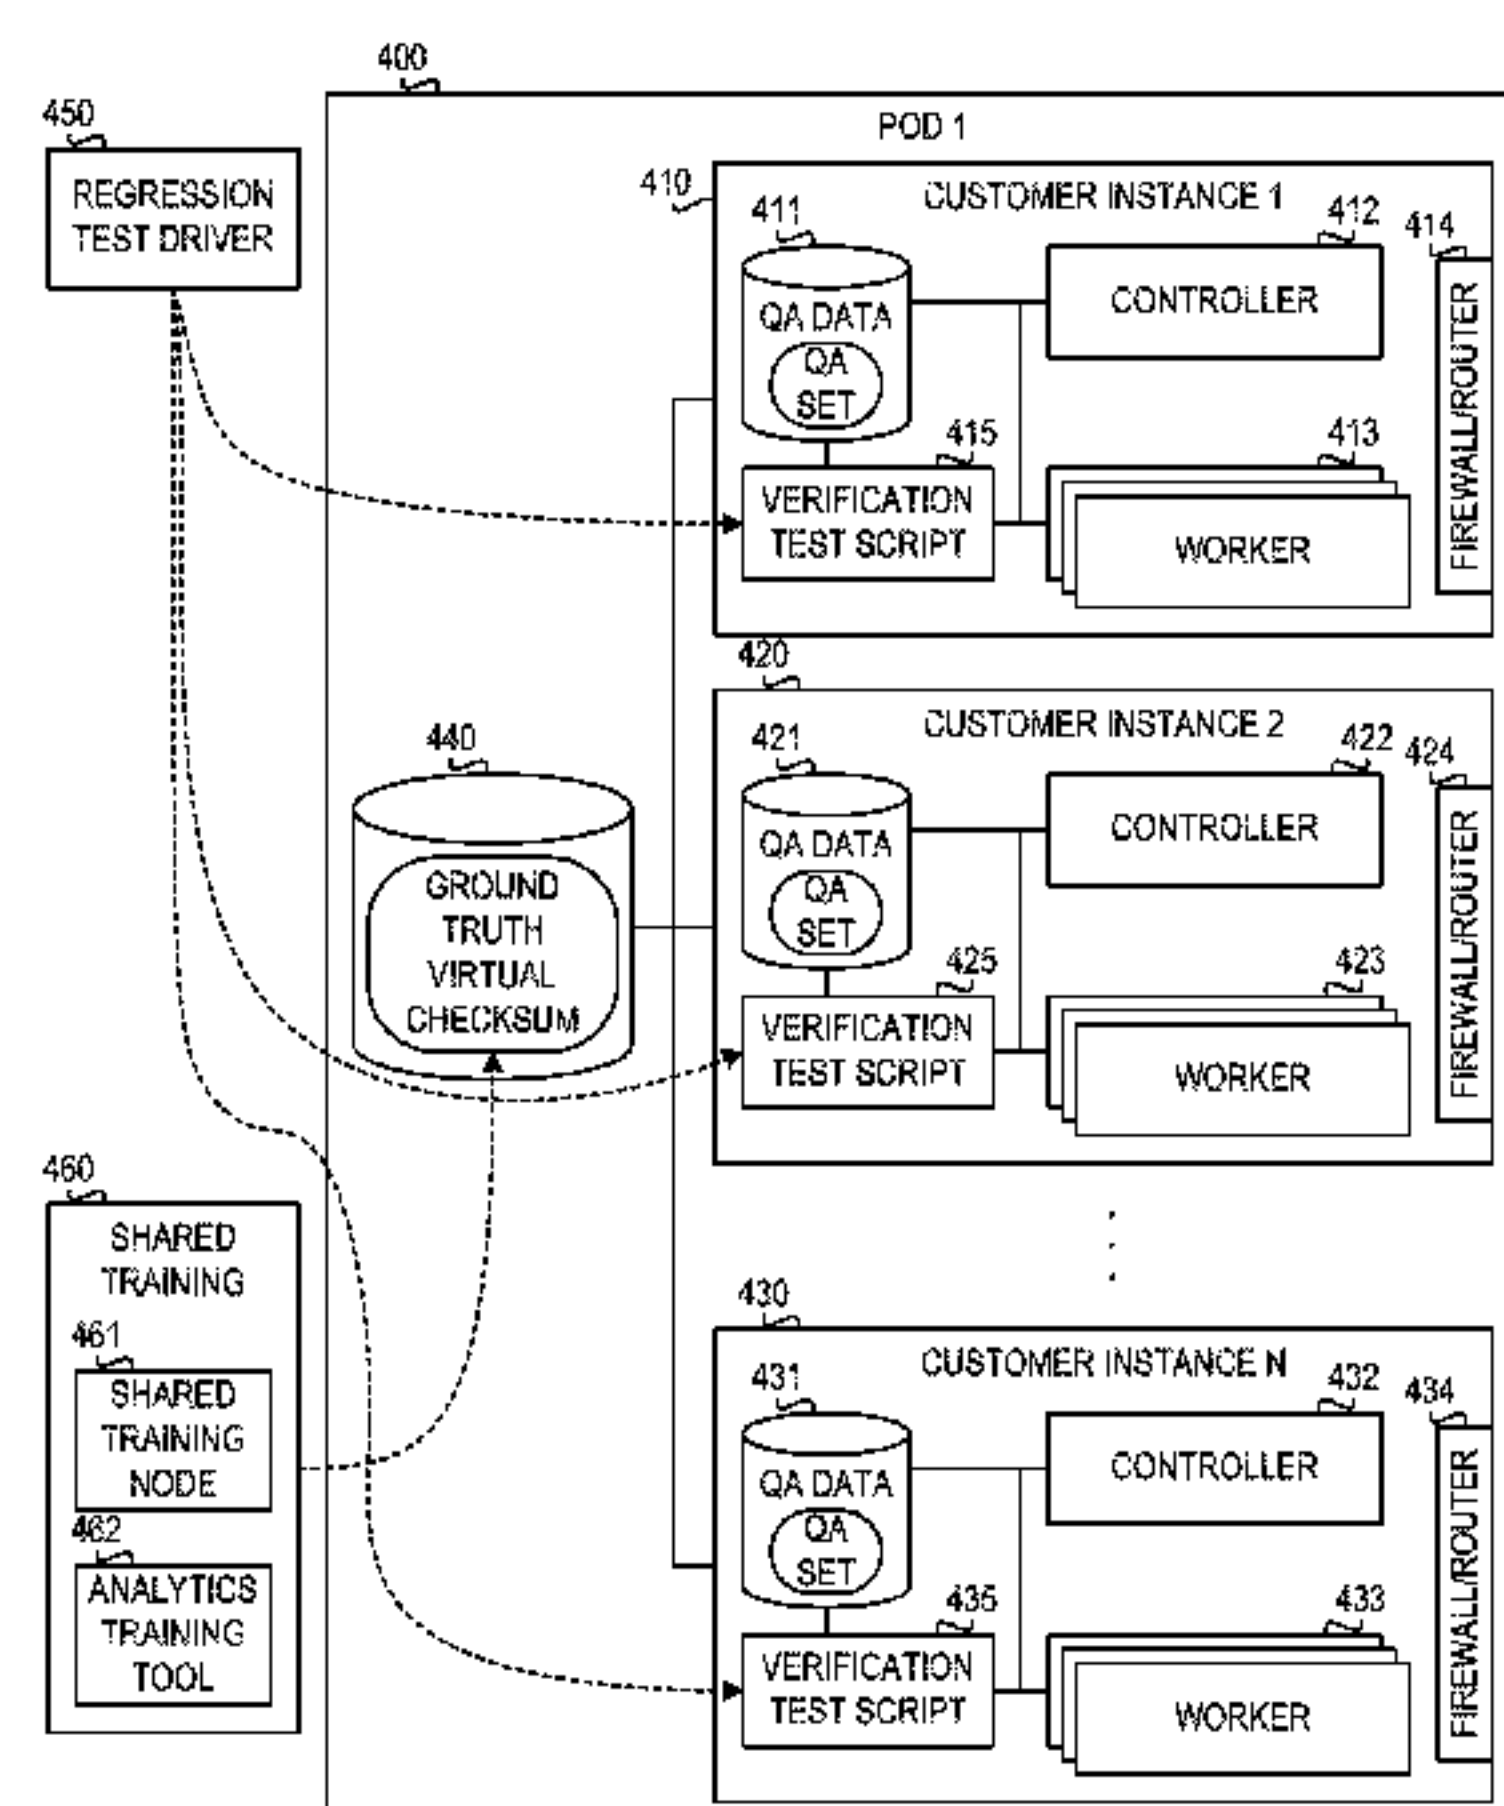 400
450
POD 1
REGRESSION
TEST DRIVER
410
CUSTOMER INSTANCE 1
411
412
414
QA DATA
QA
SET
CONTROLLER
FIREWALL/ROUTER
415
413
VERIFICATION
TEST SCRIPT
WORKER
420
CUSTOMER INSTANCE 2
421
422
424
QA DATA
QA
SET
CONTROLLER
FIREWALL/ROUTER
425
423
VERIFICATION
TEST SCRIPT
WORKER
440
GROUND
TRUTH
VIRTUAL
CHECKSUM
460
SHARED
TRAINING
461
SHARED
TRAINING
NODE
462
ANALYTICS
TRAINING
TOOL
430
CUSTOMER INSTANCE N
431
432
434
QA DATA
QA
SET
CONTROLLER
FIREWALL/ROUTER
435
433
VERIFICATION
TEST SCRIPT
WORKER